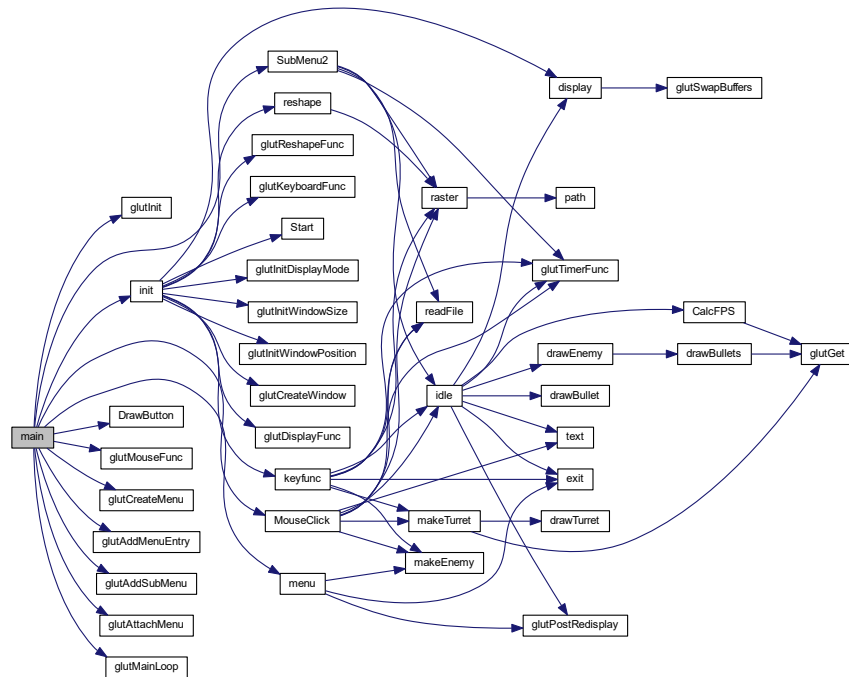 SubMenu2
display
glutSwapBuffers
reshape
glutReshapeFunc
glutKeyboardFunc
raster
path
glutInit
Start
glutInitDisplayMode
glutTimerFunc
init
glutInitWindowSize
readFile
CalcFPS
glutInitWindowPosition
drawEnemy
drawBullets
glutGet
glutCreateWindow
idle
drawBullet
DrawButton
main
glutDisplayFunc
text
glutMouseFunc
keyfunc
exit
glutCreateMenu
MouseClick
makeTurret
drawTurret
glutAddMenuEntry
makeEnemy
glutAddSubMenu
menu
glutAttachMenu
glutPostRedisplay
glutMainLoop